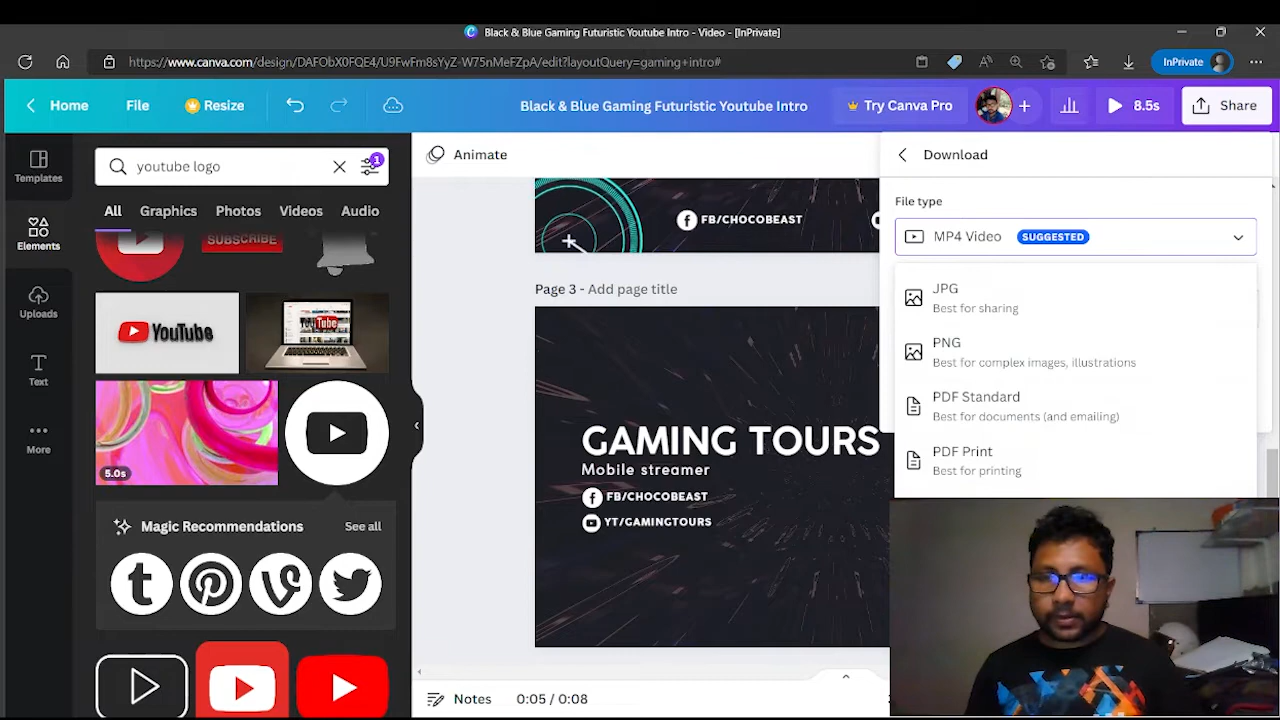 Black & Blue Gaming Futuristic Youtube Intro - Video - [InPrivate]
https://www.canva.com/design/DAFObX0FQE4/U9FwFm8sYyZ-W75nMeFZpA/edit?layoutQuery=gaming+intro#
InPrivate
Home
File
Resize
Black & Blue Gaming Futuristic Youtube Intro
Try Canva Pro
8.5s
Share
Templates
Elements
Uploads
Text
More
youtube logo
1
All
Graphics
Photos
Videos
Audio
SUBSCRIBE
YouTube
Tube
5.0s
Magic Recommendations
See all
Animate
FB/CHOCOBEAST
Page 3 - Add page title
GAMING TOURS
Mobile streamer
FB/CHOCOBEAST
YT/GAMINGTOURS
Notes
0:05 / 0:08
Download
File type
MP4 Video
SUGGESTED
JPG
Best for sharing
PNG
Best for complex images, illustrations
PDF Standard
Best for documents (and emailing)
PDF Print
Best for printing